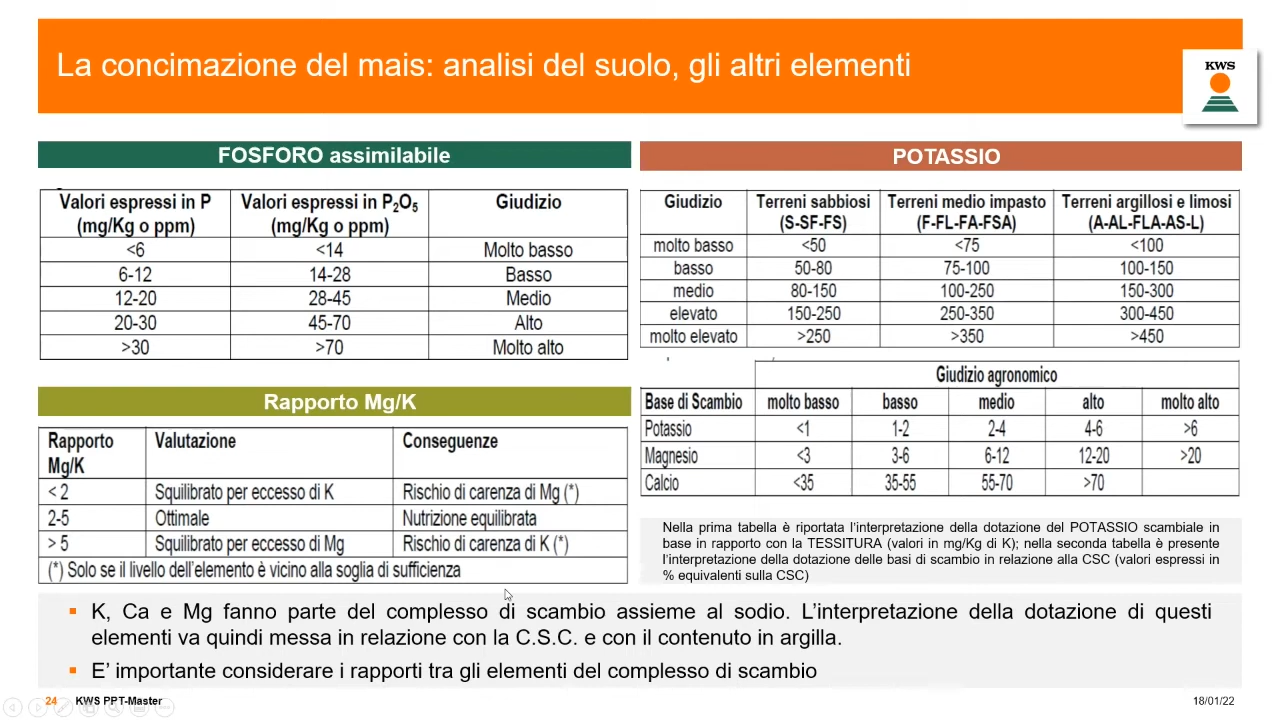 La concimazione del mais: analisi del suolo, gli altri elementi
KWS
FOSFORO assimilabile
Valori espressi in P Valori espressi in P₂O₅ Giudizio
(mg/Kg o ppm) (mg/Kg o ppm)
<6 <14 Molto basso
6-12 14-28 Basso
12-20 28-45 Medio
20-30 45-70 Alto
>30 >70 Molto alto
Rapporto Mg/K
Rapporto Valutazione Conseguenze
Mg/K
< 2 Squilibrato per eccesso di K Rischio di carenza di Mg (*)
2-5 Ottimale Nutrizione equilibrata
> 5 Squilibrato per eccesso di Mg Rischio di carenza di K (*)
(*) Solo se il livello dell'elemento è vicino alla soglia di sufficienza
POTASSIO
Giudizio Terreni sabbiosi Terreni medio impasto Terreni argillosi e limosi
(S-SF-FS) (F-FL-FA-FSA) (A-AL-FLA-AS-L)
molto basso <50 <75 <100
basso 50-80 75-100 100-150
medio 80-150 100-250 150-300
elevato 150-250 250-350 300-450
molto elevato >250 >350 >450
Giudizio agronomico
Base di Scambio molto basso basso medio alto molto alto
Potassio <1 1-2 2-4 4-6 >6
Magnesio <3 3-6 6-12 12-20 >20
Calcio <35 35-55 55-70 >70
Nella prima tabella è riportata l'interpretazione della dotazione del POTASSIO scambiale in
base in rapporto con la TESSITURA (valori in mg/Kg di K); nella seconda tabella è presente
l'interpretazione della dotazione delle basi di scambio in relazione alla CSC (valori espressi in
% equivalenti sulla CSC)
▪ K, Ca e Mg fanno parte del complesso di scambio assieme al sodio. L'interpretazione della dotazione di questi
elementi va quindi messa in relazione con la C.S.C. e con il contenuto in argilla.
▪ E' importante considerare i rapporti tra gli elementi del complesso di scambio
24 KWS PPT-Master 18/01/22